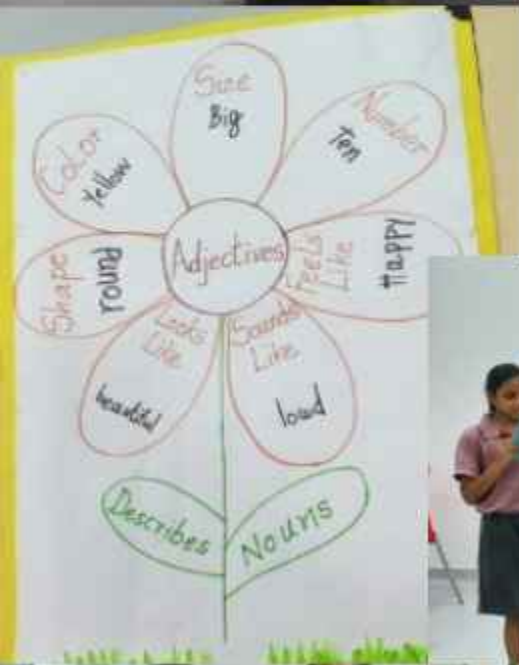 Size
Big
Number
Ten
Color
Yellow
Adjectives
Feels
Like
Happy
Shape
round
Looks
Like
beautiful
Sounds
Like
loud
Describes
Nouns